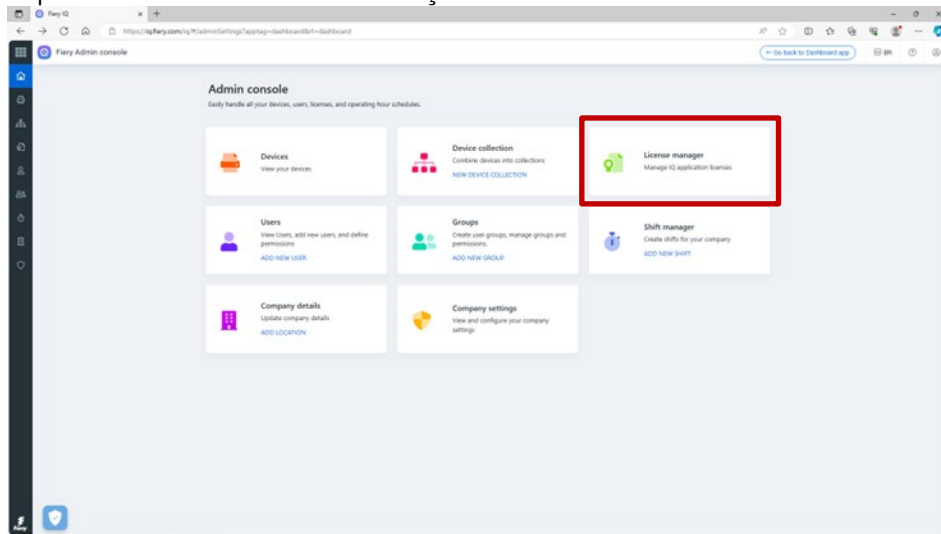 Fiery IQ
https://iq.fiery.com/iq/#/adminSettings?apptag=dashboard&rt=dashboard
Fiery Admin console
Go back to Dashboard app
EN
Admin console
Easily handle all your devices, users, licenses, and operating hour schedules.
Devices
View your devices
Device collection
Combine devices into collections
NEW DEVICE COLLECTION
License manager
Manage IQ application licenses
Users
View Users, add new users, and define
permissions
ADD NEW USER
Groups
Create user groups, manage groups and
permissions.
ADD NEW GROUP
Shift manager
Create shifts for your company
ADD NEW SHIFT
Company details
Update company details
ADD LOCATION
Company settings
View and configure your company
settings
Fiery